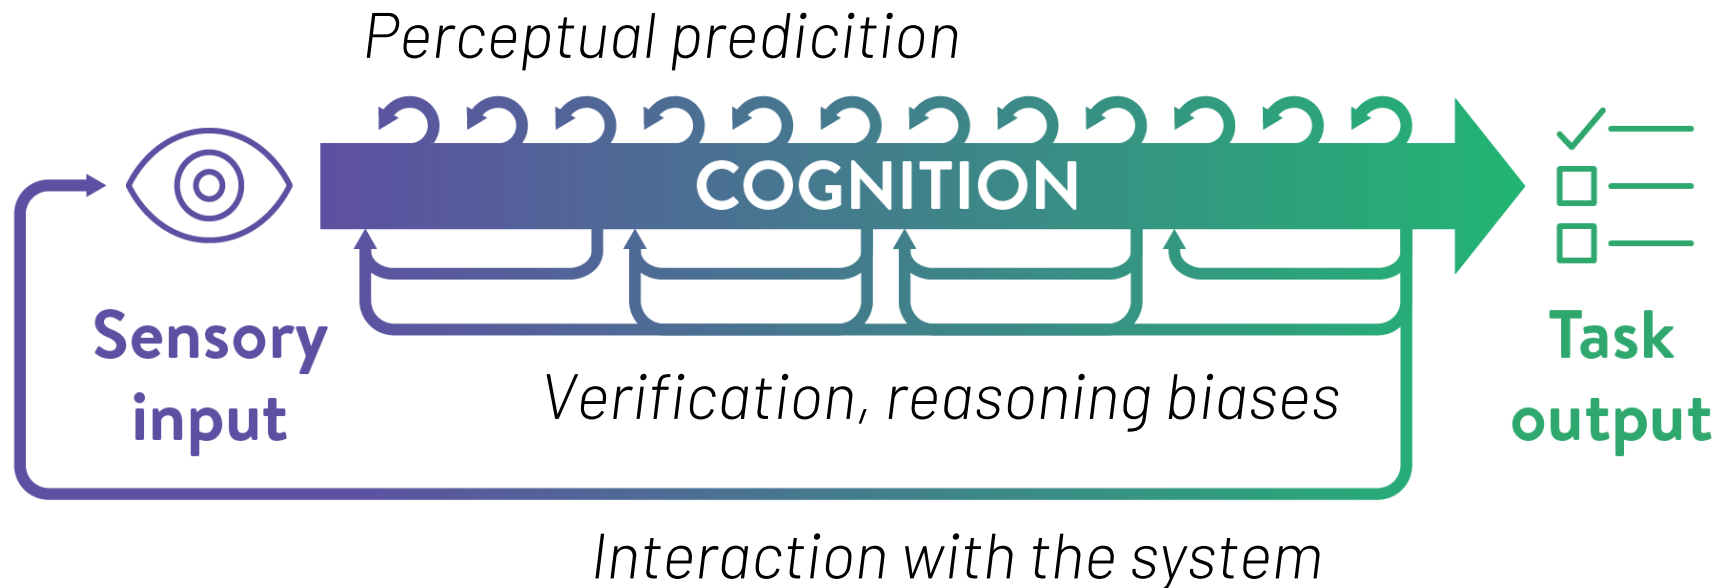 Perceptual predicition
COGNITION
Sensory
input
Task
output
Verification, reasoning biases
Interaction with the system